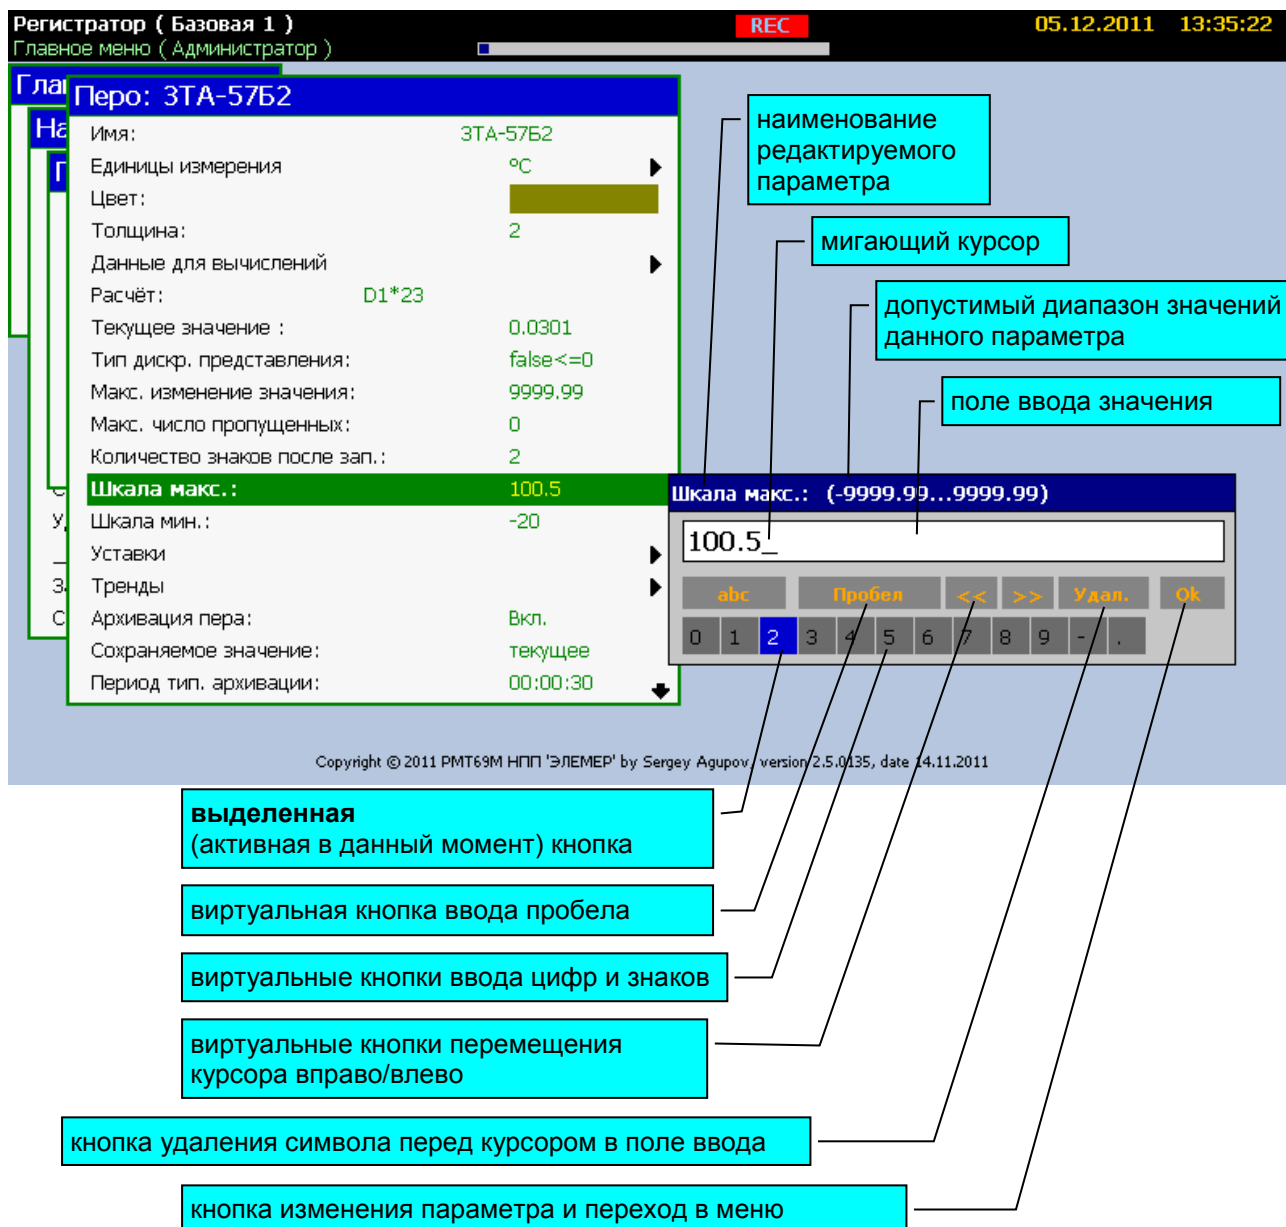 Регистратор ( Базовая 1 )
REC
05.12.2011 13:35:22
Главное меню ( Администратор )
Глав
На
П
Перо: 3ТА-57Б2
Имя: 3ТА-57Б2
Единицы измерения °C
Цвет:
Толщина: 2
Данные для вычислений
Расчёт: D1*23
Текущее значение : 0.0301
Тип дискр. представления: false<=0
Макс. изменение значения: 9999.99
Макс. число пропущенных: 0
Количество знаков после зап.: 2
Шкала макс.: 100.5
Шкала мин.: -20
Уставки
Тренды
Архивация пера: Вкл.
Сохраняемое значение: текущее
Период тип. архивации: 00:00:30
С
У
З
С
наименование
редактируемого
параметра
мигающий курсор
допустимый диапазон значений
данного параметра
поле ввода значения
Шкала макс.: (-9999.99...9999.99)
100.5_
abc Пробел << >> Удал. Ok
0 1 2 3 4 5 6 7 8 9 - .
Copyright © 2011 РМТ69М НПП 'ЭЛЕМЕР' by Sergey Agupov, version 2.5.0135, date 14.11.2011
выделенная
(активная в данный момент) кнопка
виртуальная кнопка ввода пробела
виртуальные кнопки ввода цифр и знаков
виртуальные кнопки перемещения
курсора вправо/влево
кнопка удаления символа перед курсором в поле ввода
кнопка изменения параметра и переход в меню